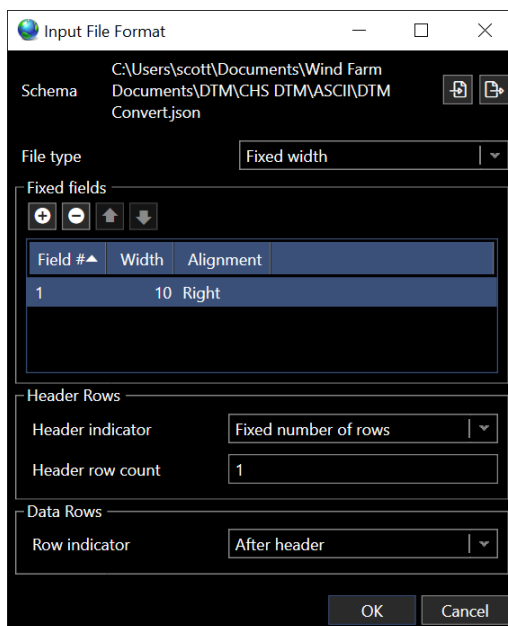 Input File Format
Schema
C:\Users\scott\Documents\Wind Farm
Documents\DTM\CHS DTM\ASCII\DTM
Convert.json
File type
Fixed width
Fixed fields
Field # Width Alignment
1 10 Right
Header Rows
Header indicator
Fixed number of rows
Header row count
1
Data Rows
Row indicator
After header
OK Cancel